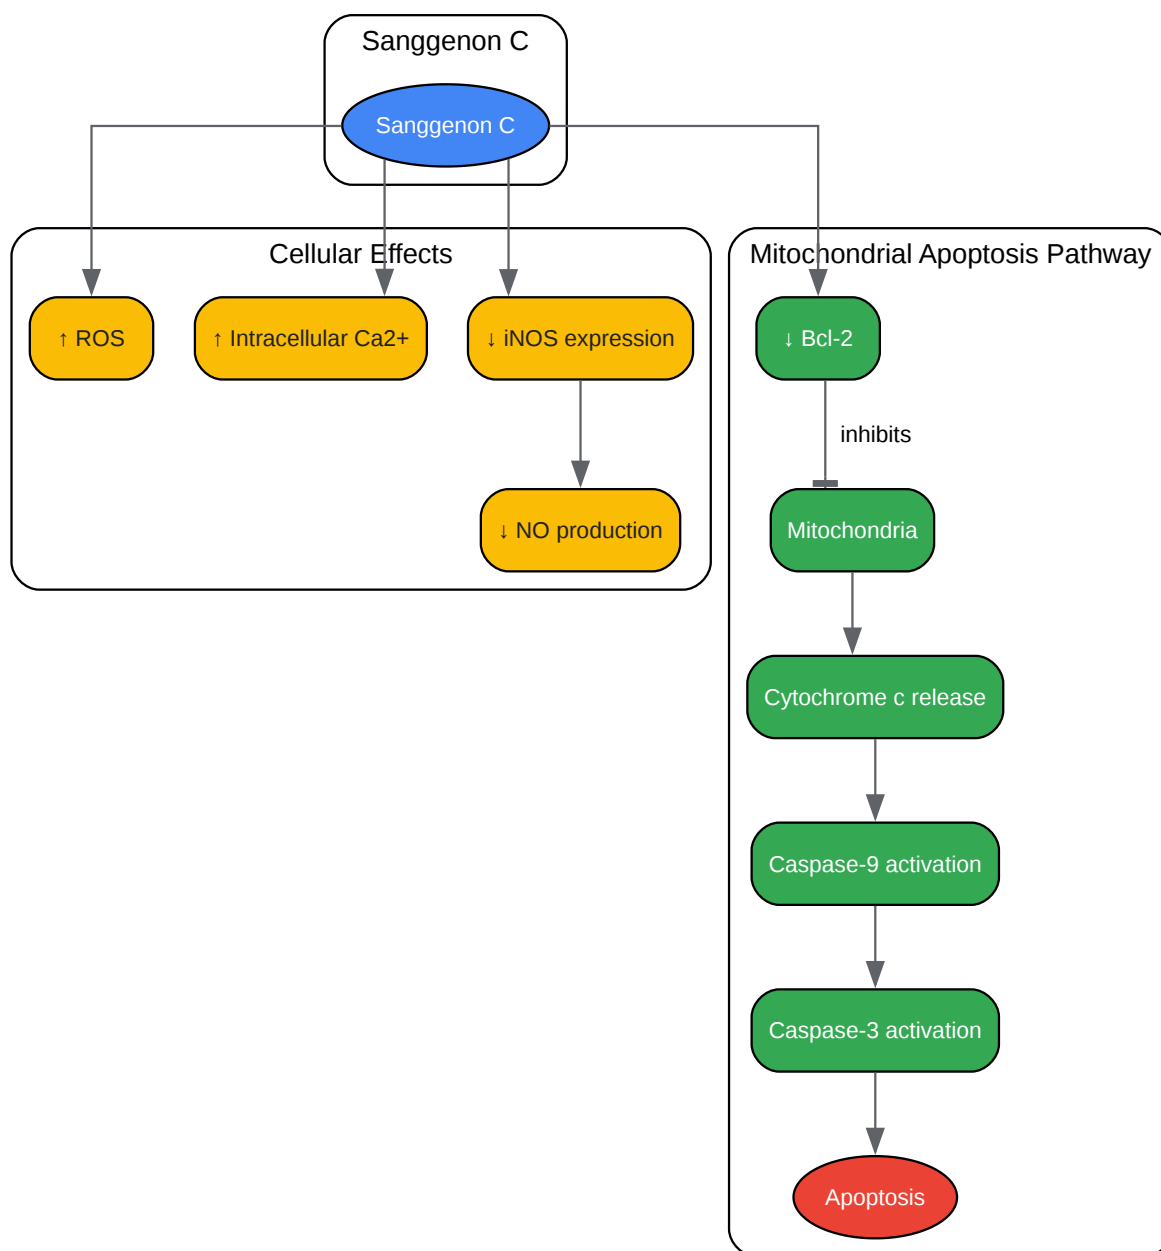 Sanggenon C
Sanggenon C
Cellular Effects
↑ ROS
↑ Intracellular Ca2+
↓ iNOS expression
↓ NO production
Mitochondrial Apoptosis Pathway
↓ Bcl-2
inhibits
Mitochondria
Cytochrome c release
Caspase-9 activation
Caspase-3 activation
Apoptosis